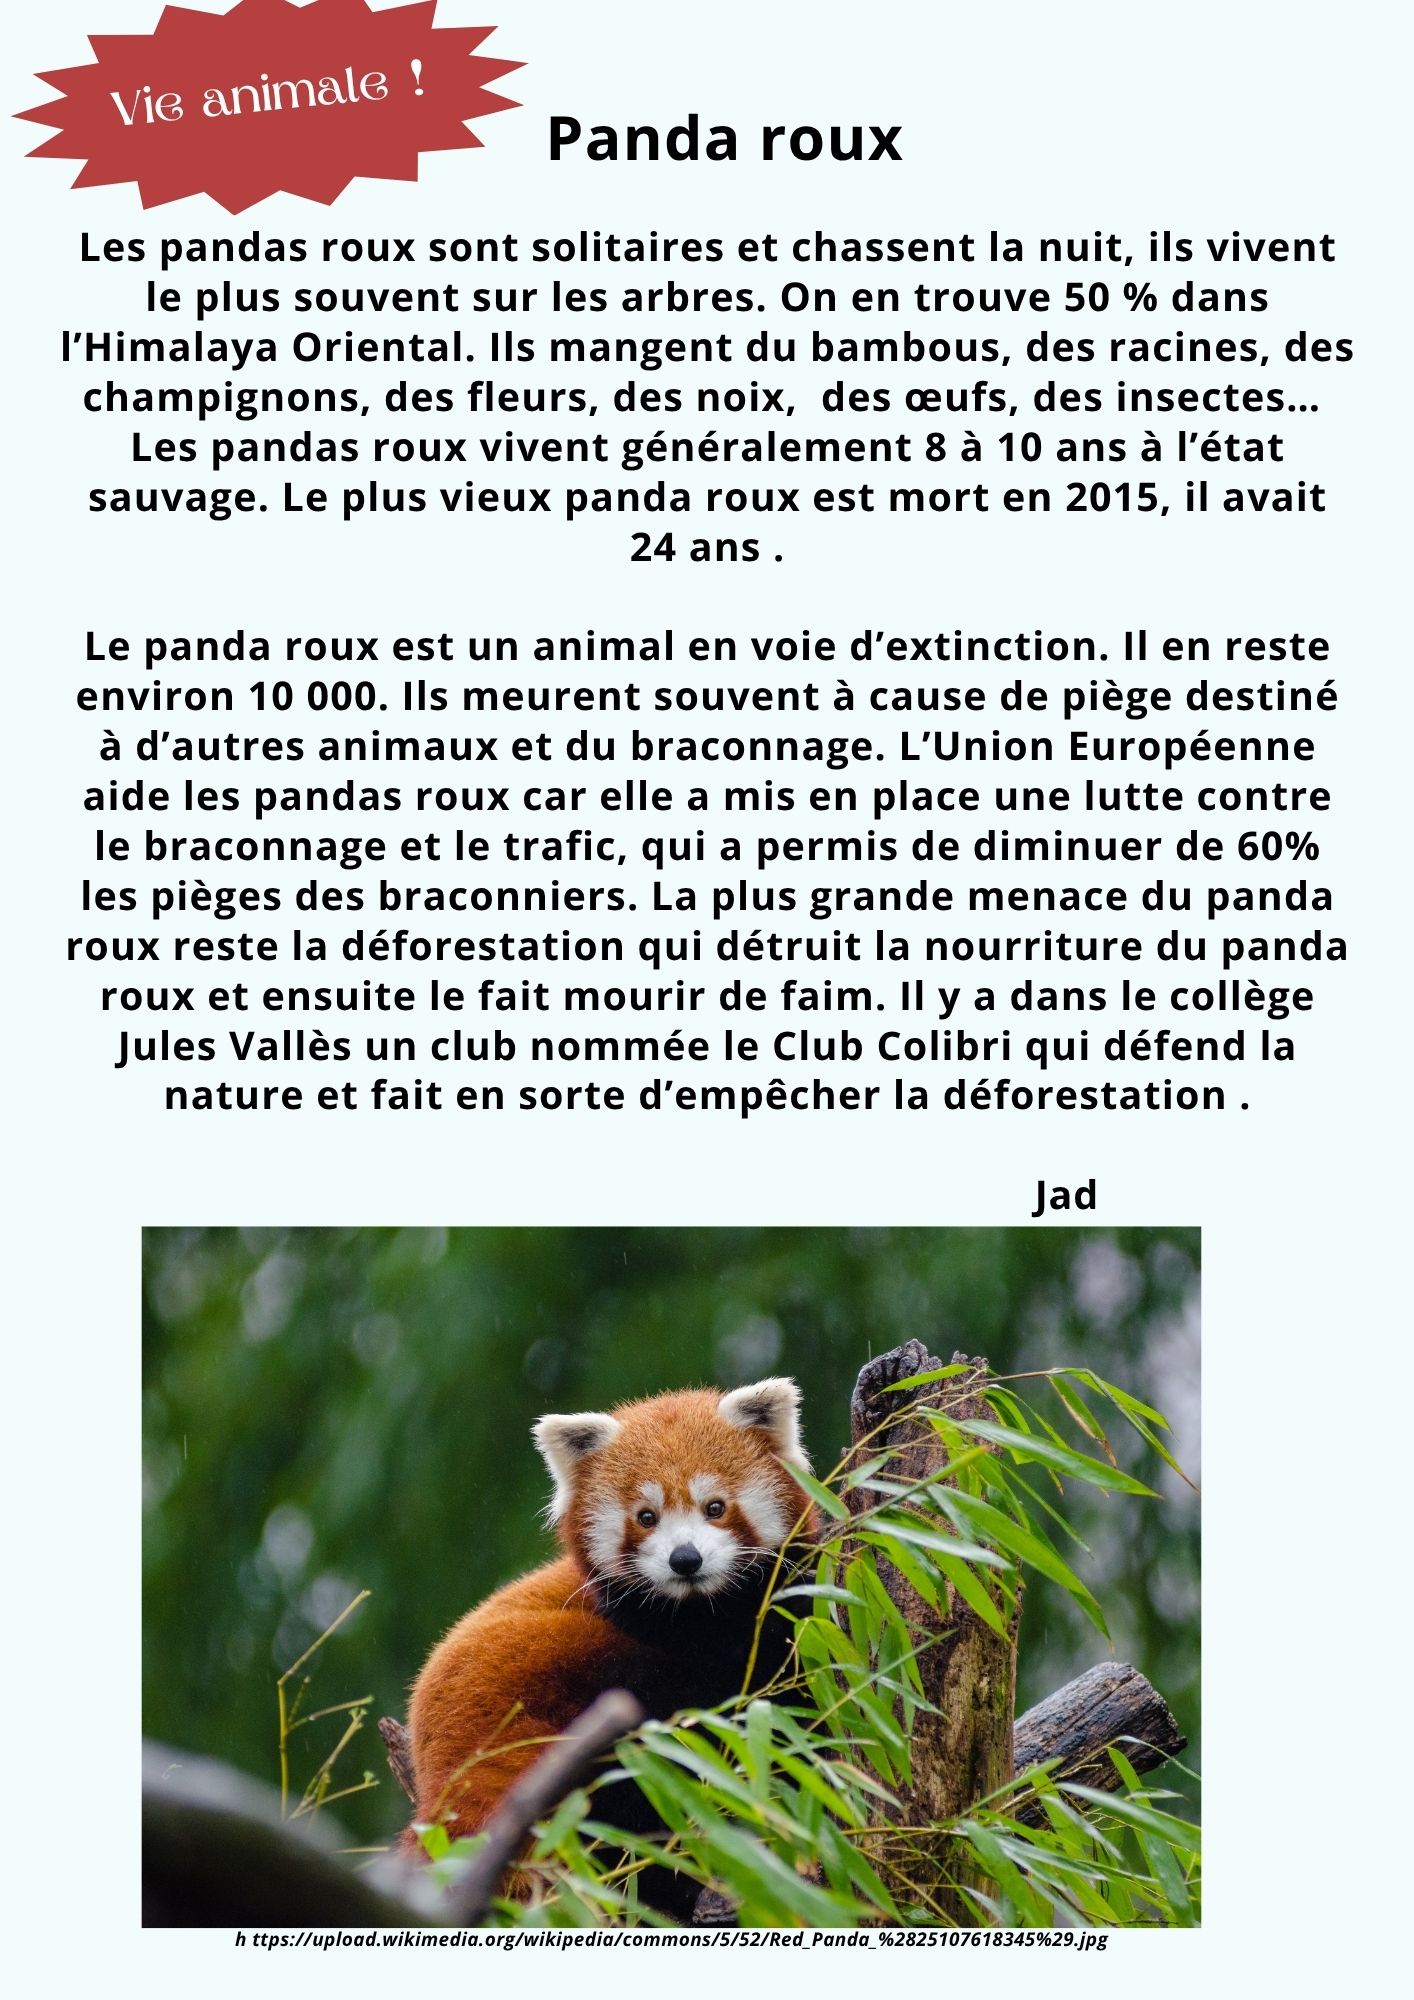 Vie animale !
Panda roux
Les pandas roux sont solitaires et chassent la nuit, ils vivent
le plus souvent sur les arbres. On en trouve 50 % dans
l’Himalaya Oriental. Ils mangent du bambous, des racines, des
champignons, des fleurs, des noix,  des œufs, des insectes...
Les pandas roux vivent généralement 8 à 10 ans à l’état
sauvage. Le plus vieux panda roux est mort en 2015, il avait
24 ans .
Le panda roux est un animal en voie d’extinction. Il en reste
environ 10 000. Ils meurent souvent à cause de piège destiné
à d’autres animaux et du braconnage. L’Union Européenne
aide les pandas roux car elle a mis en place une lutte contre
le braconnage et le trafic, qui a permis de diminuer de 60%
les pièges des braconniers. La plus grande menace du panda
roux reste la déforestation qui détruit la nourriture du panda
roux et ensuite le fait mourir de faim. Il y a dans le collège
Jules Vallès un club nommée le Club Colibri qui défend la
nature et fait en sorte d’empêcher la déforestation .
Jad
h ttps://upload.wikimedia.org/wikipedia/commons/5/52/Red_Panda_%2825107618345%29.jpg